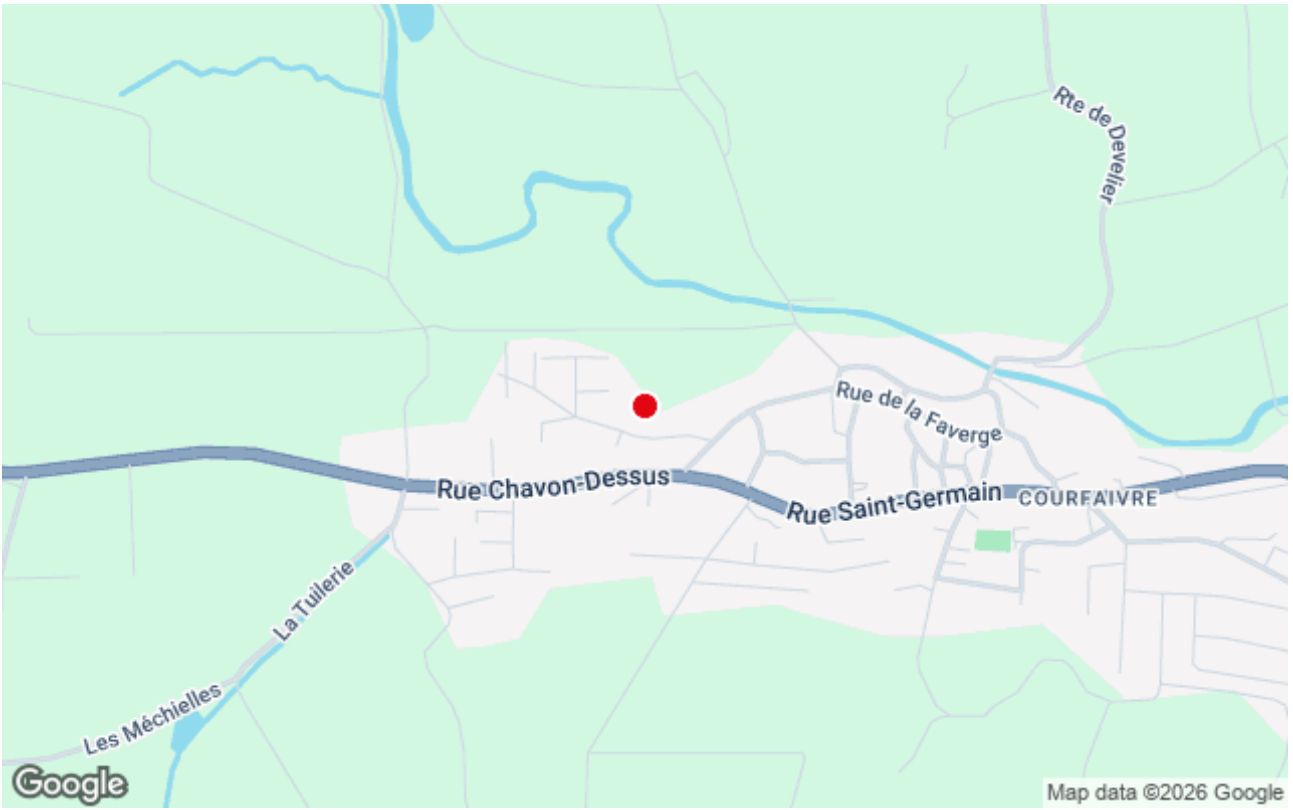 Rte de Develier
Rue de la Faverge
Rue Chavon-Dessus
Rue Saint-Germain
COURFAIVRE
La Tuilerie
Les Méchielles
Google
Map data ©2026 Google